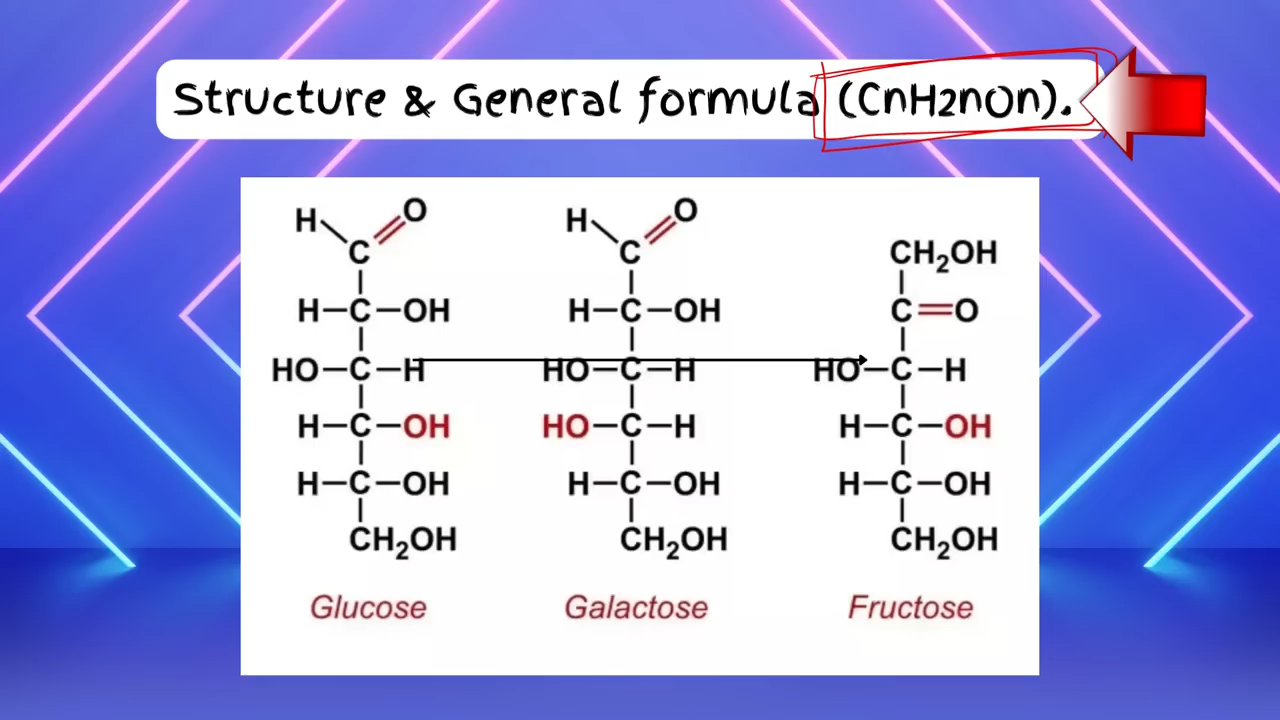 Structure & General formula (CnH2nOn).
H O H O
C C CH2OH
H–C–OH H–C–OH C=O
HO–C–H HO–C–H HO–C–H
H–C–OH HO–C–H H–C–OH
H–C–OH H–C–OH H–C–OH
CH2OH CH2OH CH2OH
Glucose Galactose Fructose